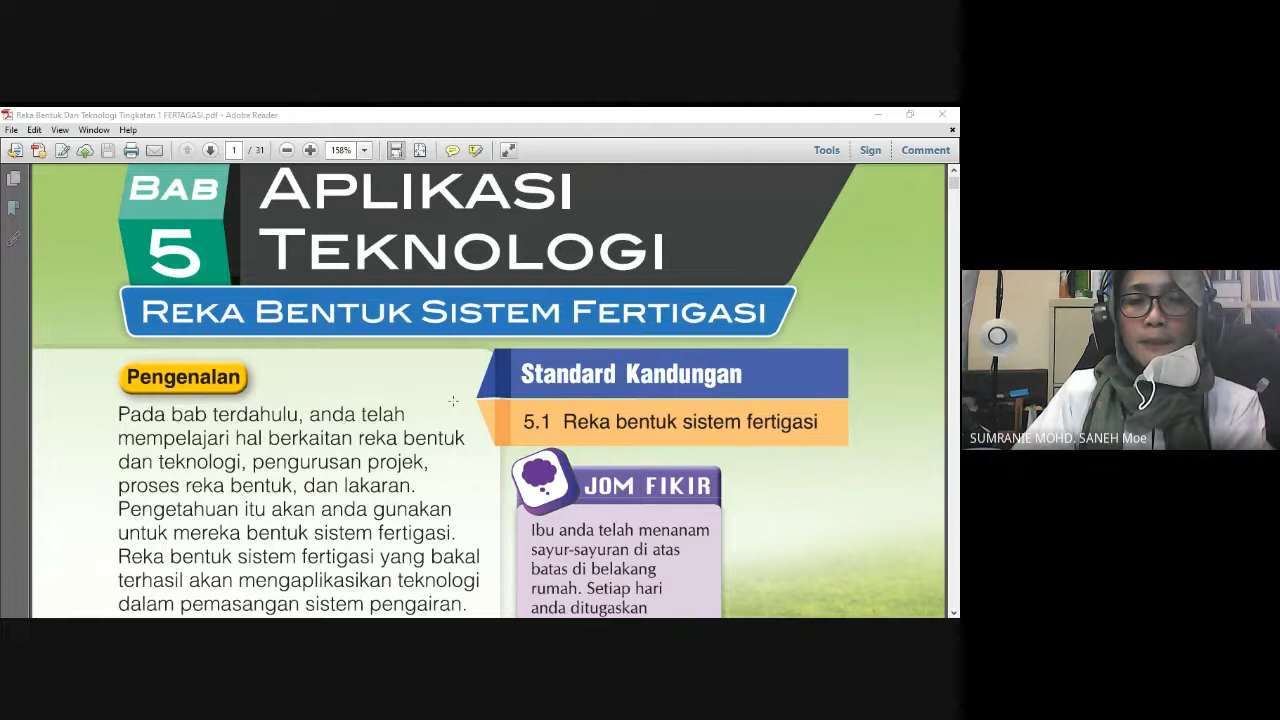 Reka Bentuk Dan Teknologi Tingkatan 1 FERTAGASI.pdf - Adobe Reader
File Edit View Window Help
1 / 31 158% Tools Sign Comment
BAB
5
APLIKASI
TEKNOLOGI
REKA BENTUK SISTEM FERTIGASI
Pengenalan
Pada bab terdahulu, anda telah
mempelajari hal berkaitan reka bentuk
dan teknologi, pengurusan projek,
proses reka bentuk, dan lakaran.
Pengetahuan itu akan anda gunakan
untuk mereka bentuk sistem fertigasi.
Reka bentuk sistem fertigasi yang bakal
terhasil akan mengaplikasikan teknologi
dalam pemasangan sistem pengairan.
Standard Kandungan
5.1 Reka bentuk sistem fertigasi
JOM FIKIR
Ibu anda telah menanam
sayur-sayuran di atas
batas di belakang
rumah. Setiap hari
anda ditugaskan
SUMRANIE MOHD. SANEH Moe